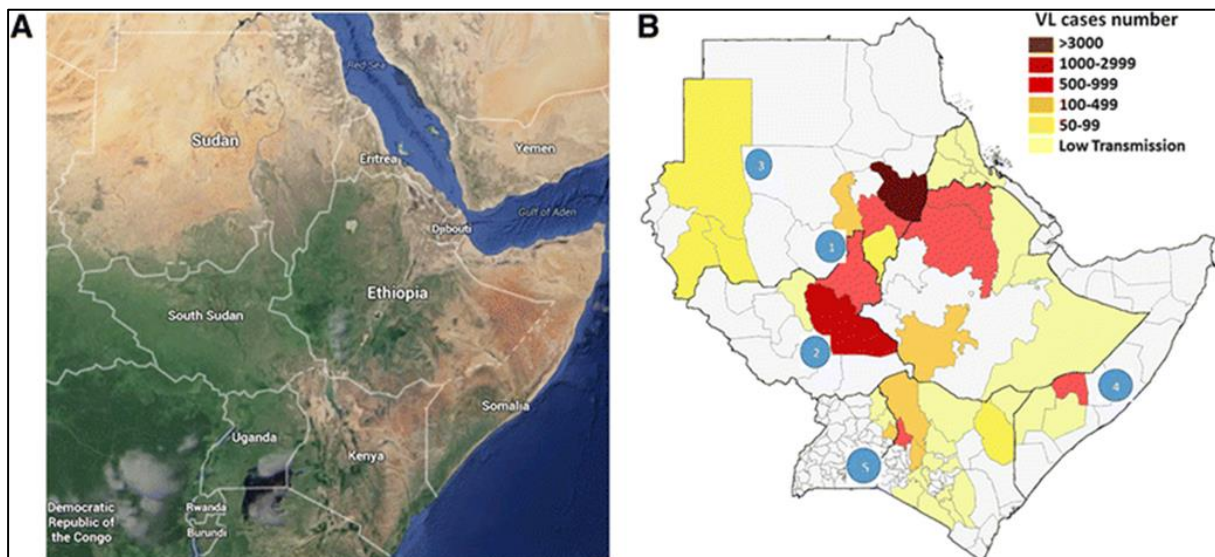 A
Red Sea
Sudan
Eritrea
Yemen
Gulf of Aden
Djibouti
Ethiopia
South Sudan
Somalia
Uganda
Kenya
Rwanda
Burundi
Democratic
Republic of
the Congo
B
VL cases number
>3000
1000-2999
500-999
100-499
50-99
Low Transmission
3
1
2
4
5